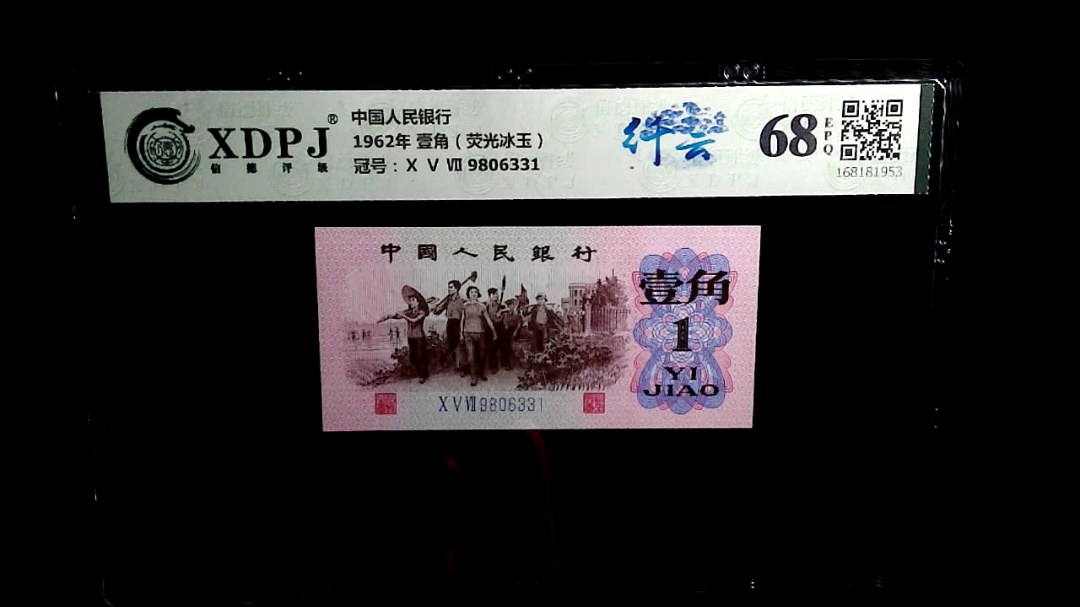 XDPJ®
信德评级
中国人民银行
1962年 壹角（荧光冰玉）
冠号：X V Ⅶ 9806331
纤云
68
EPQ
168181953
中國人民銀行
壹角
1
YI
JIAO
X V Ⅶ 9806331